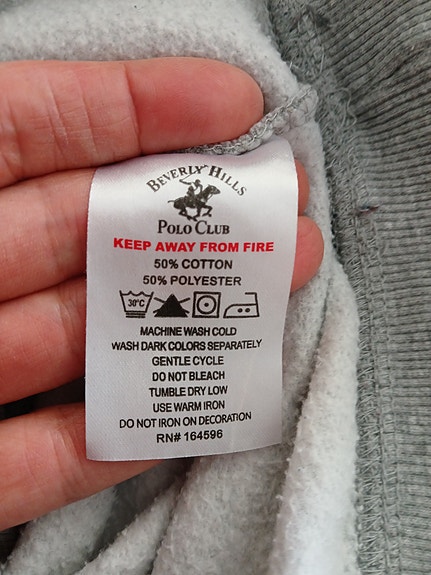 BEVERLY HILLS
POLO CLUB
KEEP AWAY FROM FIRE
50% COTTON
50% POLYESTER
30°C
MACHINE WASH COLD
WASH DARK COLORS SEPARATELY
GENTLE CYCLE
DO NOT BLEACH
TUMBLE DRY LOW
USE WARM IRON
DO NOT IRON ON DECORATION
RN# 164596